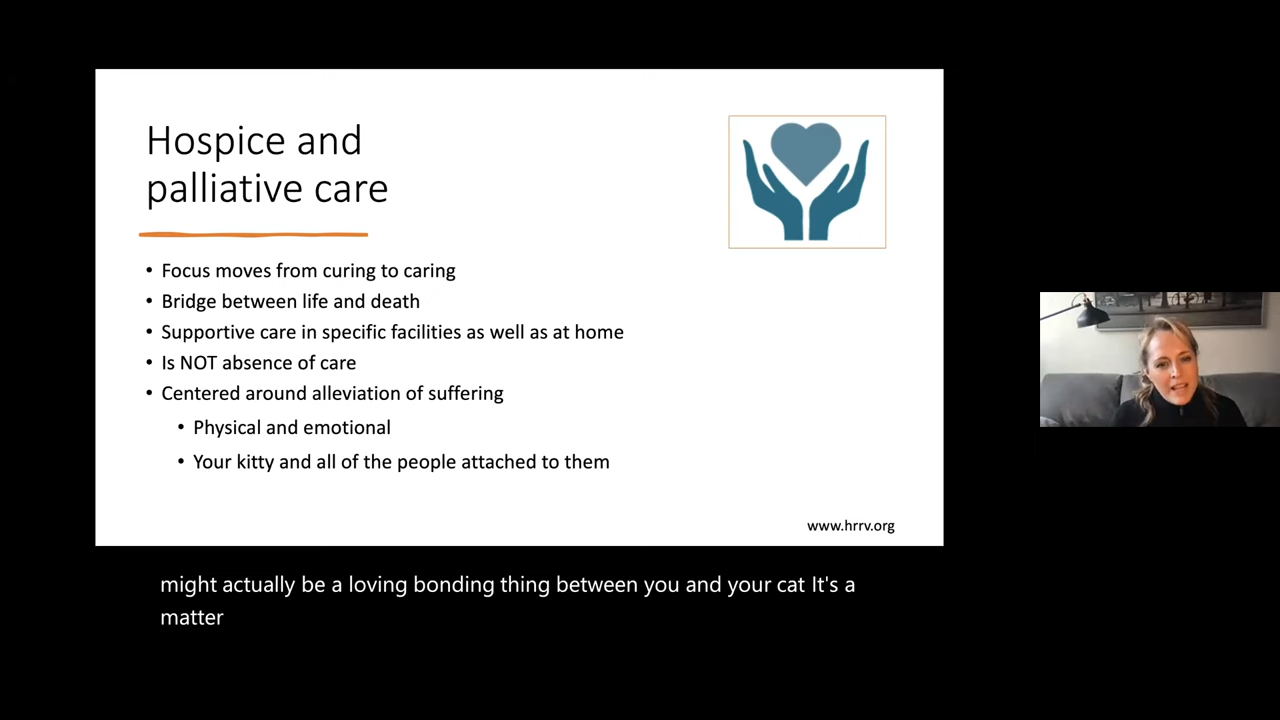 Hospice and
palliative care
• Focus moves from curing to caring
• Bridge between life and death
• Supportive care in specific facilities as well as at home
• Is NOT absence of care
• Centered around alleviation of suffering
• Physical and emotional
• Your kitty and all of the people attached to them
www.hrrv.org
might actually be a loving bonding thing between you and your cat It's a
matter